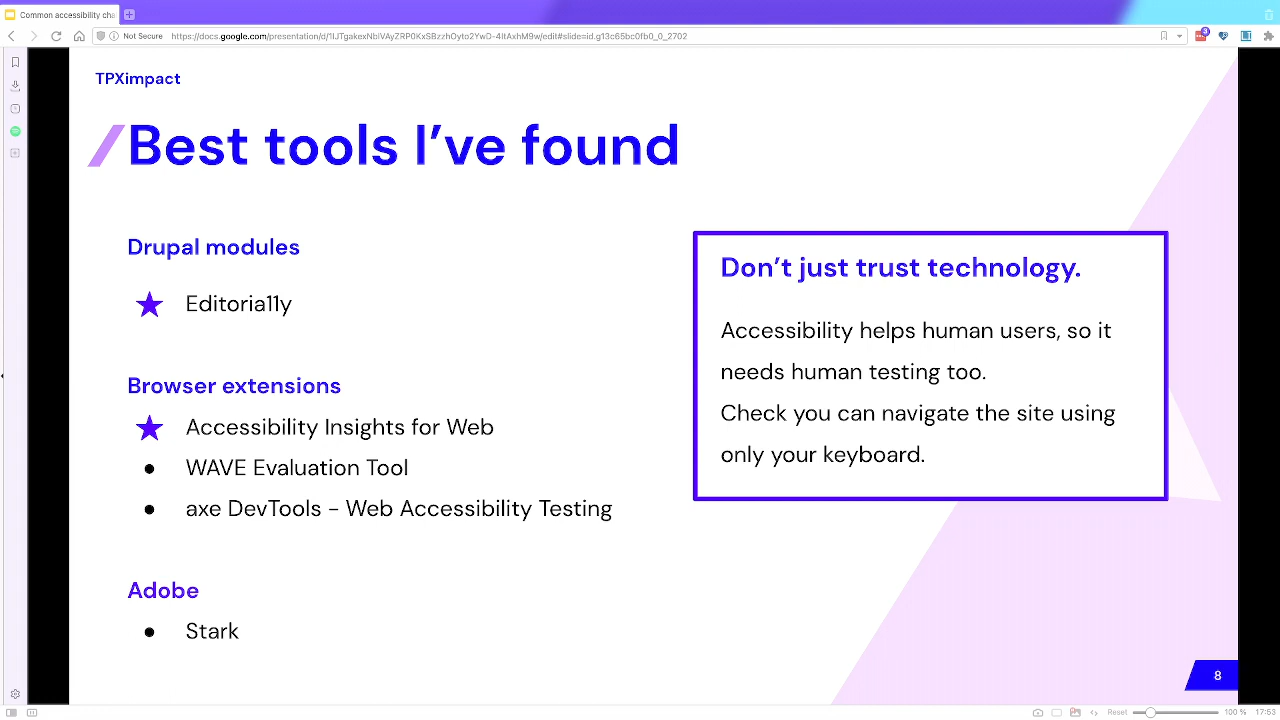 Common accessibility cha
Not Secure
https://docs.google.com/presentation/d/1IJTgakexNbiVAyZRP0KxSBzzhOyto2YwD-4ltAxhM9w/edit#slide=id.g13c65bc0fb0_0_2702
TPXimpact
Best tools I've found
Drupal modules
★ Editoria11y
Browser extensions
★ Accessibility Insights for Web
● WAVE Evaluation Tool
● axe DevTools - Web Accessibility Testing
Adobe
● Stark
Don't just trust technology.
Accessibility helps human users, so it
needs human testing too.
Check you can navigate the site using
only your keyboard.
8
Reset 100 % 17:53